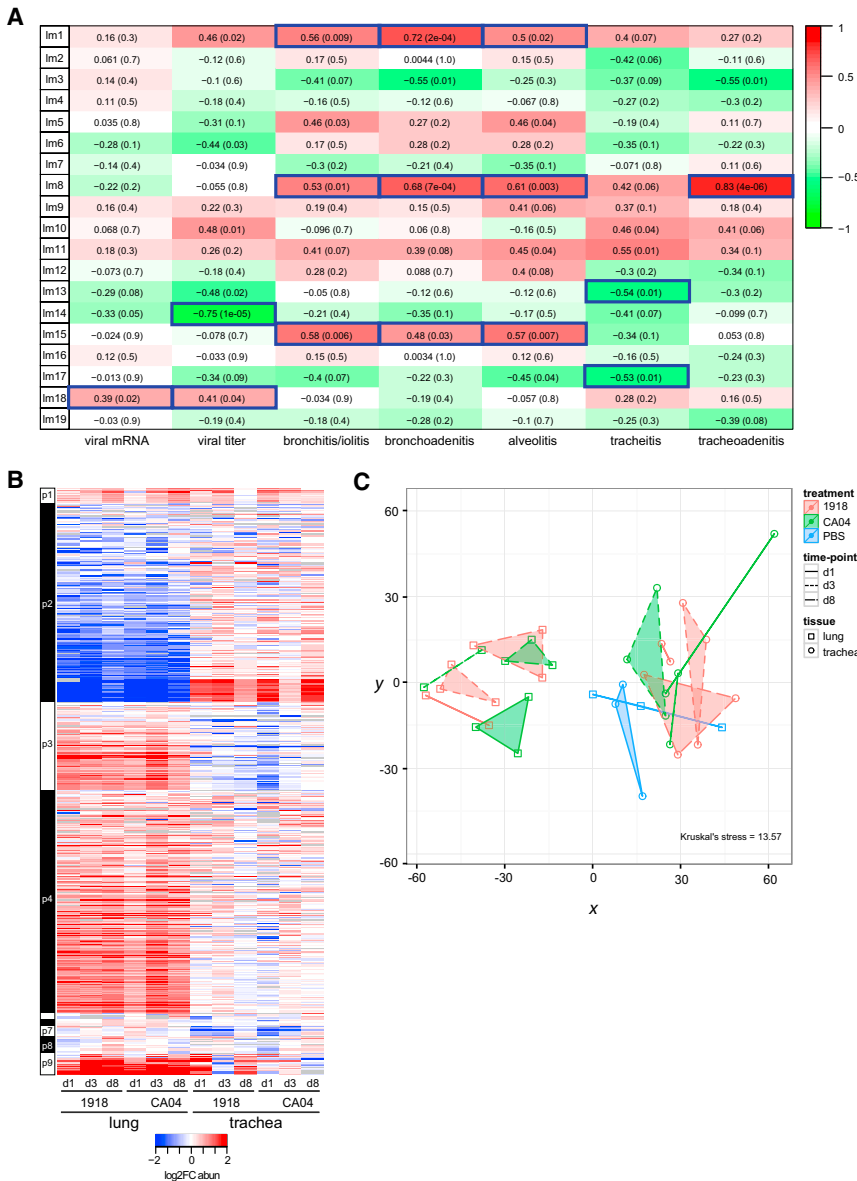 A
lm1 0.16 (0.3) 0.46 (0.02) 0.56 (0.009) 0.72 (2e-04) 0.5 (0.02) 0.4 (0.07) 0.27 (0.2)
lm2 0.061 (0.7) −0.12 (0.6) 0.17 (0.5) 0.0044 (1.0) 0.15 (0.5) −0.42 (0.06) −0.11 (0.6)
lm3 0.14 (0.4) −0.1 (0.6) −0.41 (0.07) −0.55 (0.01) −0.25 (0.3) −0.37 (0.09) −0.55 (0.01)
lm4 0.11 (0.5) −0.18 (0.4) −0.16 (0.5) −0.12 (0.6) −0.067 (0.8) −0.27 (0.2) −0.3 (0.2)
lm5 0.035 (0.8) −0.31 (0.1) 0.46 (0.03) 0.27 (0.2) 0.46 (0.04) −0.19 (0.4) 0.11 (0.7)
lm6 −0.28 (0.1) −0.44 (0.03) 0.17 (0.5) 0.28 (0.2) 0.28 (0.2) −0.35 (0.1) −0.22 (0.3)
lm7 −0.14 (0.4) −0.034 (0.9) −0.3 (0.2) −0.21 (0.4) −0.35 (0.1) −0.071 (0.8) 0.11 (0.6)
lm8 −0.22 (0.2) −0.055 (0.8) 0.53 (0.01) 0.68 (7e-04) 0.61 (0.003) 0.42 (0.06) 0.83 (4e-06)
lm9 0.16 (0.4) 0.22 (0.3) 0.19 (0.4) 0.15 (0.5) 0.41 (0.06) 0.37 (0.1) 0.18 (0.4)
lm10 0.068 (0.7) 0.48 (0.01) −0.096 (0.7) 0.06 (0.8) −0.16 (0.5) 0.46 (0.04) 0.41 (0.06)
lm11 0.18 (0.3) 0.26 (0.2) 0.41 (0.07) 0.39 (0.08) 0.45 (0.04) 0.55 (0.01) 0.34 (0.1)
lm12 −0.073 (0.7) −0.18 (0.4) 0.28 (0.2) 0.088 (0.7) 0.4 (0.08) −0.3 (0.2) −0.34 (0.1)
lm13 −0.29 (0.08) −0.48 (0.02) −0.05 (0.8) −0.12 (0.6) −0.12 (0.6) −0.54 (0.01) −0.3 (0.2)
lm14 −0.33 (0.05) −0.75 (1e-05) −0.21 (0.4) −0.35 (0.1) −0.17 (0.5) −0.41 (0.07) −0.099 (0.7)
lm15 −0.024 (0.9) −0.078 (0.7) 0.58 (0.006) 0.48 (0.03) 0.57 (0.007) −0.34 (0.1) 0.053 (0.8)
lm16 0.12 (0.5) −0.033 (0.9) 0.15 (0.5) 0.0034 (1.0) 0.12 (0.6) −0.16 (0.5) −0.24 (0.3)
lm17 −0.013 (0.9) −0.34 (0.09) −0.4 (0.07) −0.22 (0.3) −0.45 (0.04) −0.53 (0.01) −0.23 (0.3)
lm18 0.39 (0.02) 0.41 (0.04) −0.034 (0.9) −0.19 (0.4) −0.057 (0.8) 0.28 (0.2) 0.16 (0.5)
lm19 −0.03 (0.9) −0.19 (0.4) −0.18 (0.4) −0.28 (0.2) −0.1 (0.7) −0.25 (0.3) −0.39 (0.08)
viral mRNA viral titer bronchitis/iolitis bronchoadenitis alveolitis tracheitis tracheoadenitis
1
0.5
0
−0.5
−1
B
p1
p2
p3
p4
p7
p8
p9
d1 d3 d8 d1 d3 d8 d1 d3 d8 d1 d3 d8
1918 CA04 1918 CA04
lung trachea
−2 0 2
log2FC abun
C
60
30
0
-30
-60
y
-60 -30 0 30 60
x
Kruskal's stress = 13.57
treatment
1918
CA04
PBS
time-point
d1
d3
d8
tissue
lung
trachea